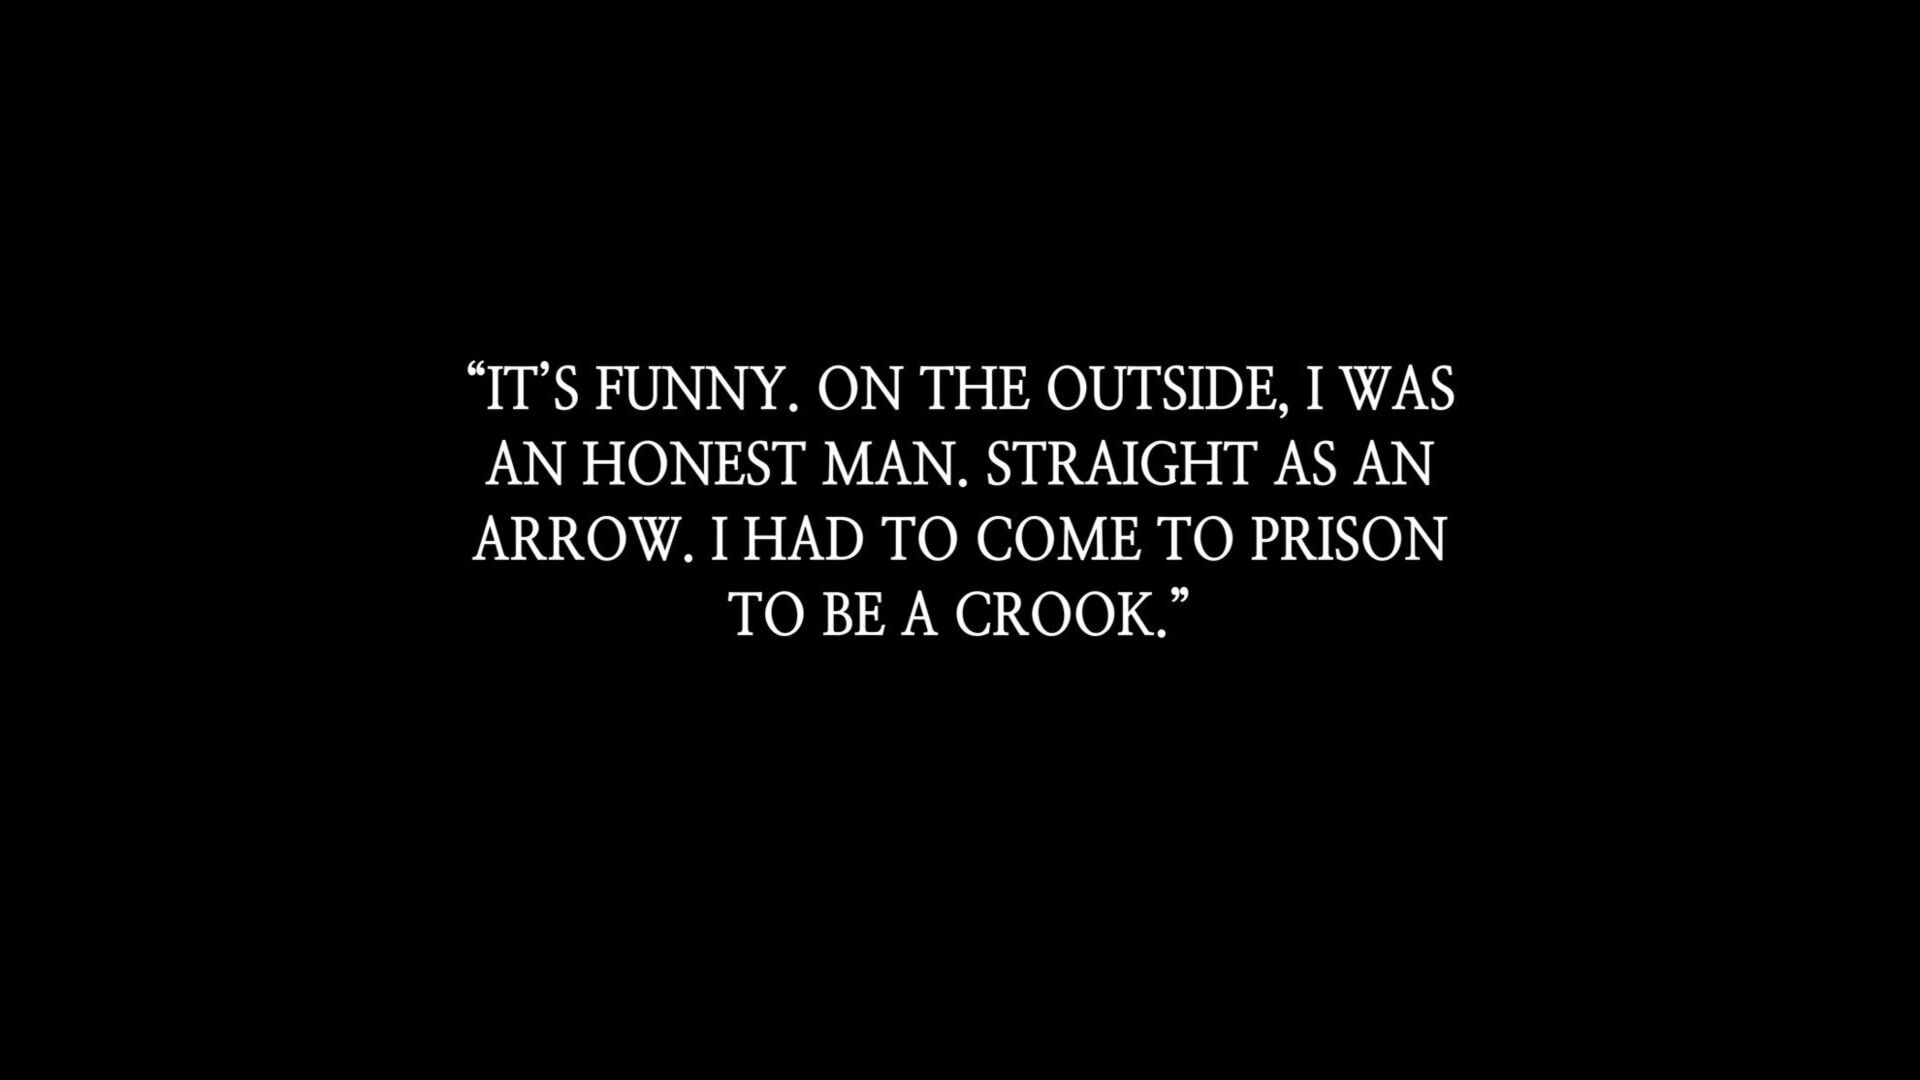 “IT’S FUNNY. ON THE OUTSIDE, I WAS
AN HONEST MAN. STRAIGHT AS AN
ARROW. I HAD TO COME TO PRISON
TO BE A CROOK.”